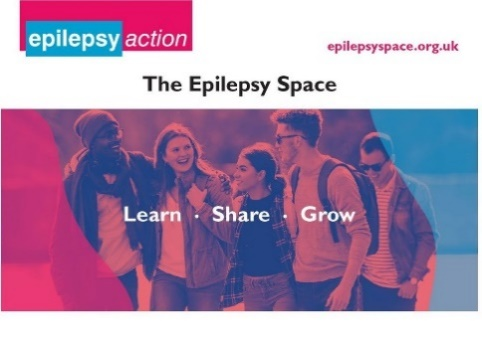 epilepsy action
epilepsyspace.org.uk
The Epilepsy Space
Learn · Share · Grow